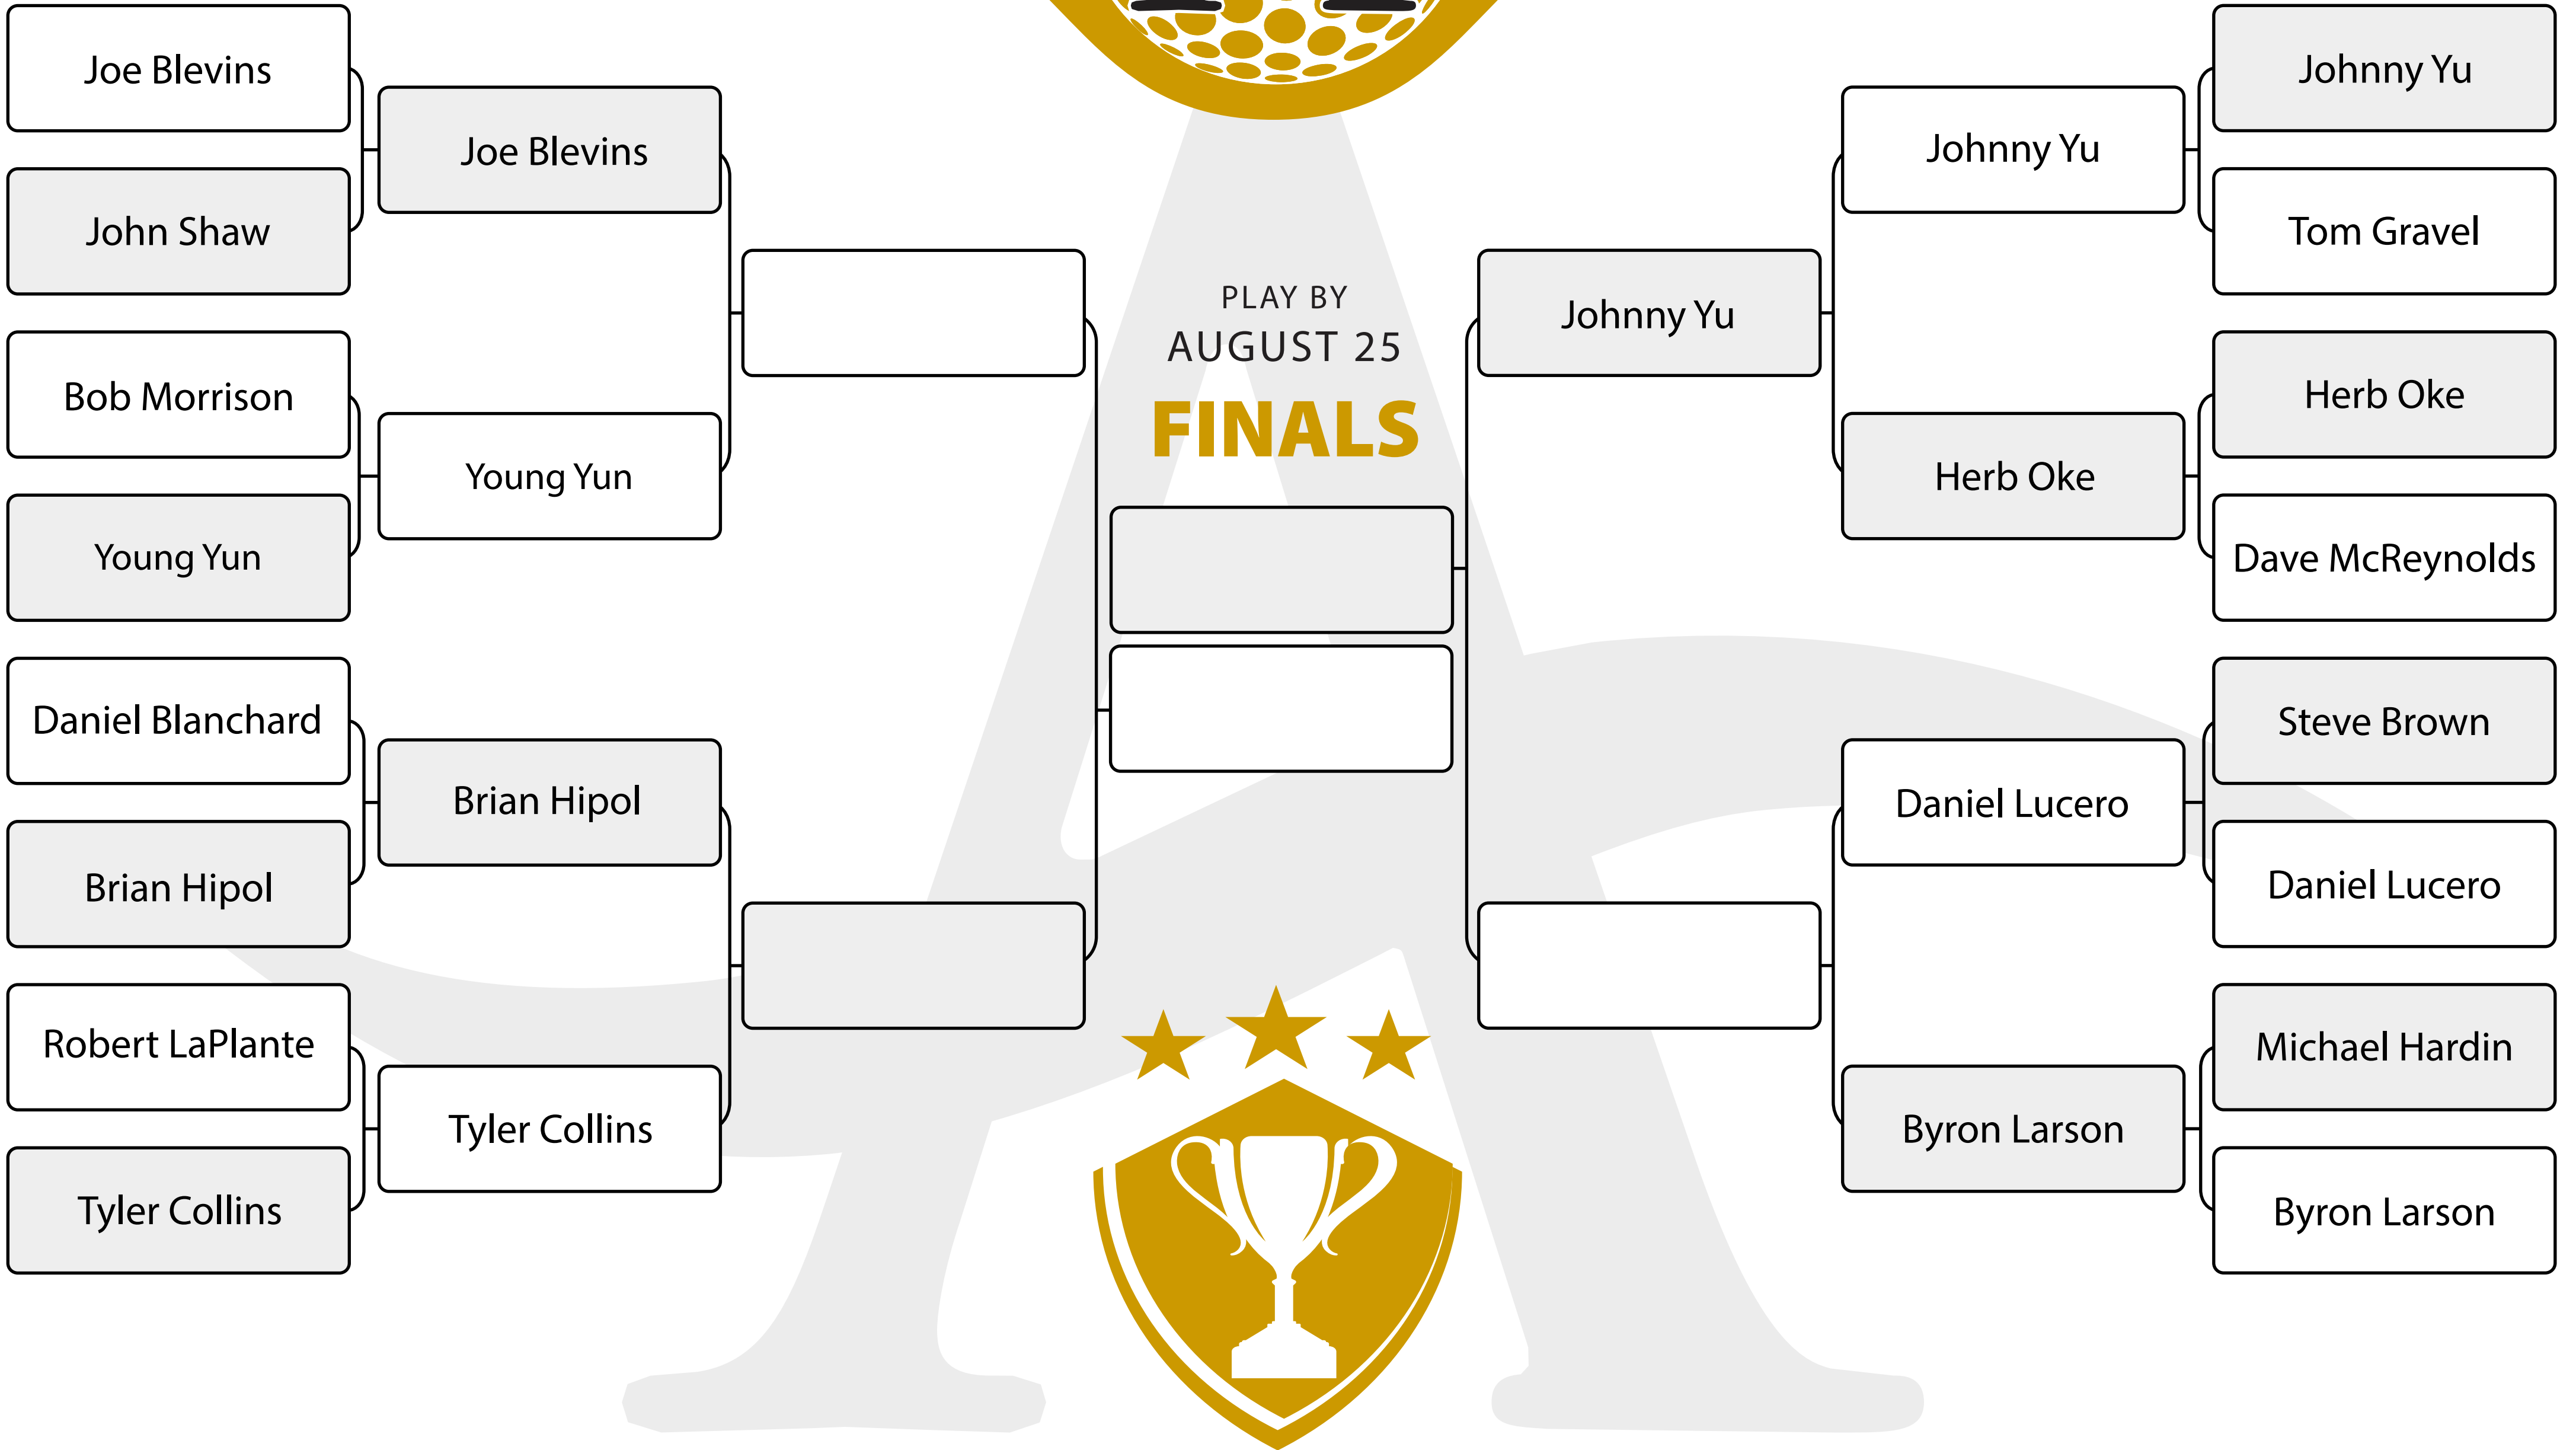 Joe Blevins
John Shaw
Bob Morrison
Young Yun
Daniel Blanchard
Brian Hipol
Robert LaPlante
Tyler Collins
Joe Blevins
Young Yun
Brian Hipol
Tyler Collins
PLAY BY
AUGUST 25
FINALS
Johnny Yu
Johnny Yu
Herb Oke
Daniel Lucero
Byron Larson
Johnny Yu
Tom Gravel
Herb Oke
Dave McReynolds
Steve Brown
Daniel Lucero
Michael Hardin
Byron Larson